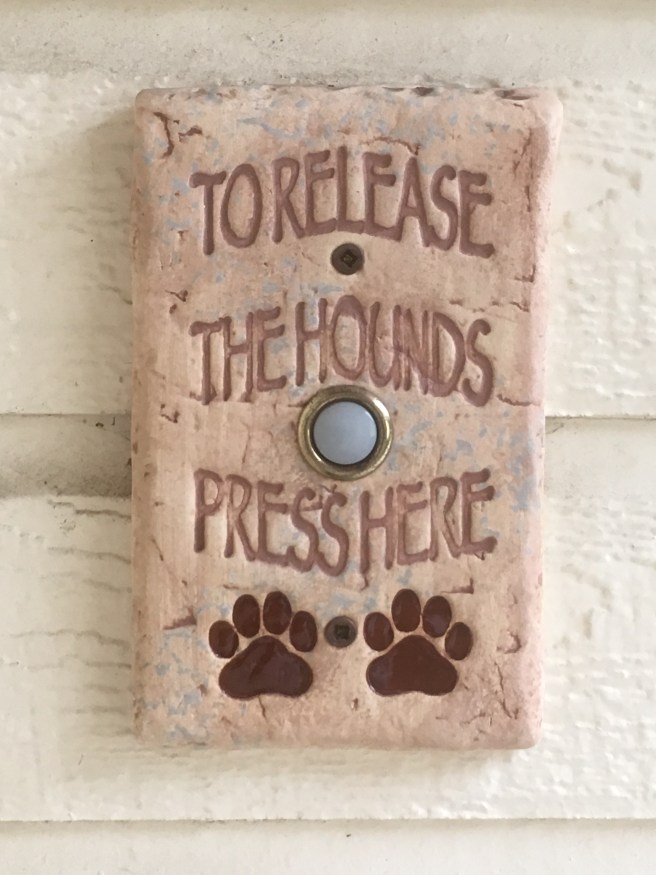 TO RELEASE
THE HOUNDS
PRESS HERE